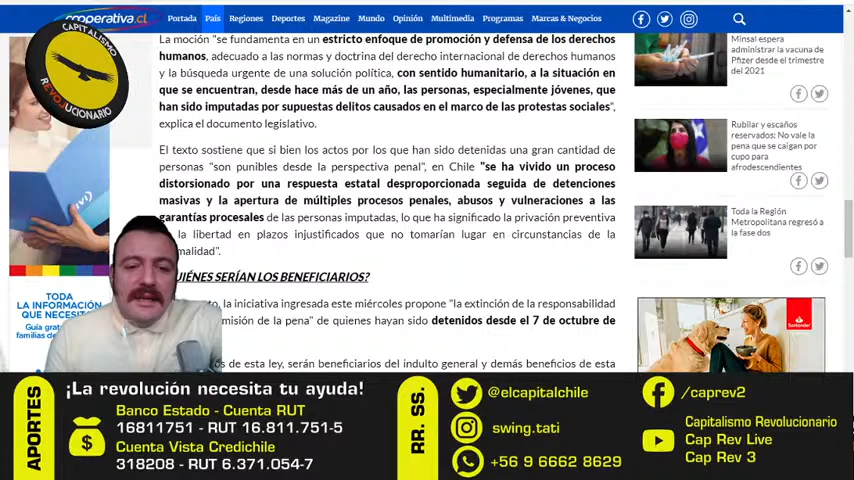 cooperativa.cl
Portada País Regiones Deportes Magazine Mundo Opinión Multimedia Programas Marcas & Negocios
CAPITALISMO
REVOLUCIONARIO
La moción "se fundamenta en un estricto enfoque de promoción y defensa de los derechos
humanos, adecuado a las normas y doctrina del derecho internacional de derechos humanos
y la búsqueda urgente de una solución política, con sentido humanitario, a la situación en
que se encuentran, desde hace más de un año, las personas, especialmente jóvenes, que
han sido imputadas por supuestas delitos causados en el marco de las protestas sociales",
explica el documento legislativo.
El texto sostiene que si bien los actos por los que han sido detenidas una gran cantidad de
personas "son punibles desde la perspectiva penal", en Chile "se ha vivido un proceso
distorsionado por una respuesta estatal desproporcionada seguida de detenciones
masivas y la apertura de múltiples procesos penales, abusos y vulneraciones a las
garantías procesales de las personas imputadas, lo que ha significado la privación preventiva
la libertad en plazos injustificados que no tomarían lugar en circunstancias de la
malidad".
UIÉNES SERÍAN LOS BENEFICIARIOS?
to, la iniciativa ingresada este miércoles propone "la extinción de la responsabilidad
misión de la pena" de quienes hayan sido detenidos desde el 7 de octubre de
os de esta ley, serán beneficiarios del indulto general y demás beneficios de esta
Minsal espera
administrar la vacuna de
Pfizer desde el trimestre
del 2021
Rubilar y escaños
reservados: No vale la
pena que se caigan por
cupo para
afrodescendientes
Toda la Región
Metropolitana regresó a
la fase dos
Santander
TODA
LA INFORMACIÓN
QUE NECESIT
Guía grat
familias de
APORTES
¡La revolución necesita tu ayuda!
Banco Estado - Cuenta RUT
16811751 - RUT 16.811.751-5
Cuenta Vista Credichile
318208 - RUT 6.371.054-7
RR. SS.
@elcapitalchile
swing.tati
+56 9 6662 8629
/caprev2
Capitalismo Revolucionario
Cap Rev Live
Cap Rev 3